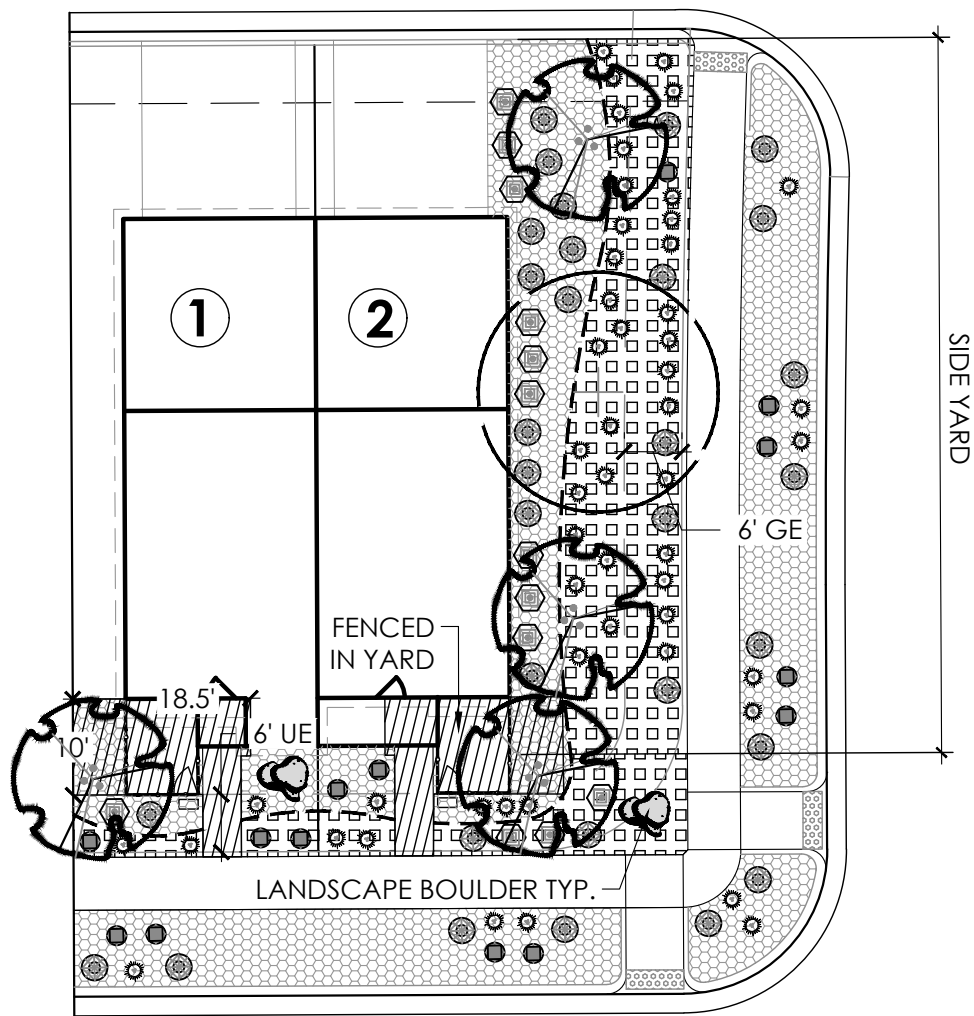 1
2
SIDE YARD
6' GE
FENCED
IN YARD
18.5'
6' UE
10'
LANDSCAPE BOULDER TYP.